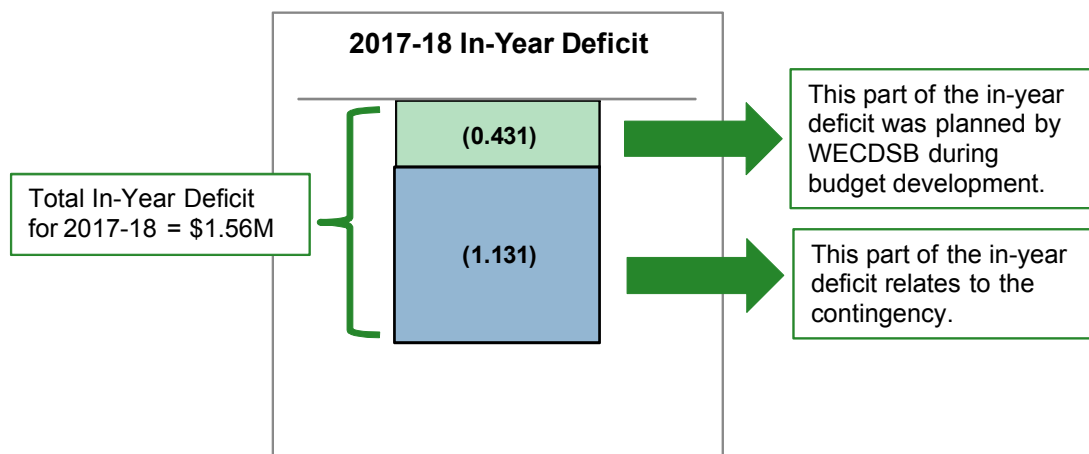 2017-18 In-Year Deficit
(0.431)
This part of the in-year
deficit was planned by
WECDSB during
budget development.
Total In-Year Deficit
for 2017-18 = $1.56M
(1.131)
This part of the in-year
deficit relates to the
contingency.